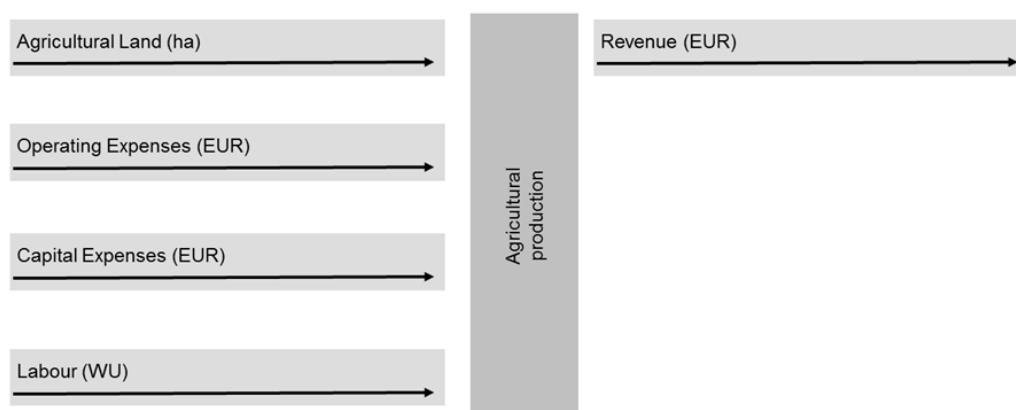 Agricultural Land (ha)
Operating Expenses (EUR)
Capital Expenses (EUR)
Labour (WU)
Agricultural
production
Revenue (EUR)